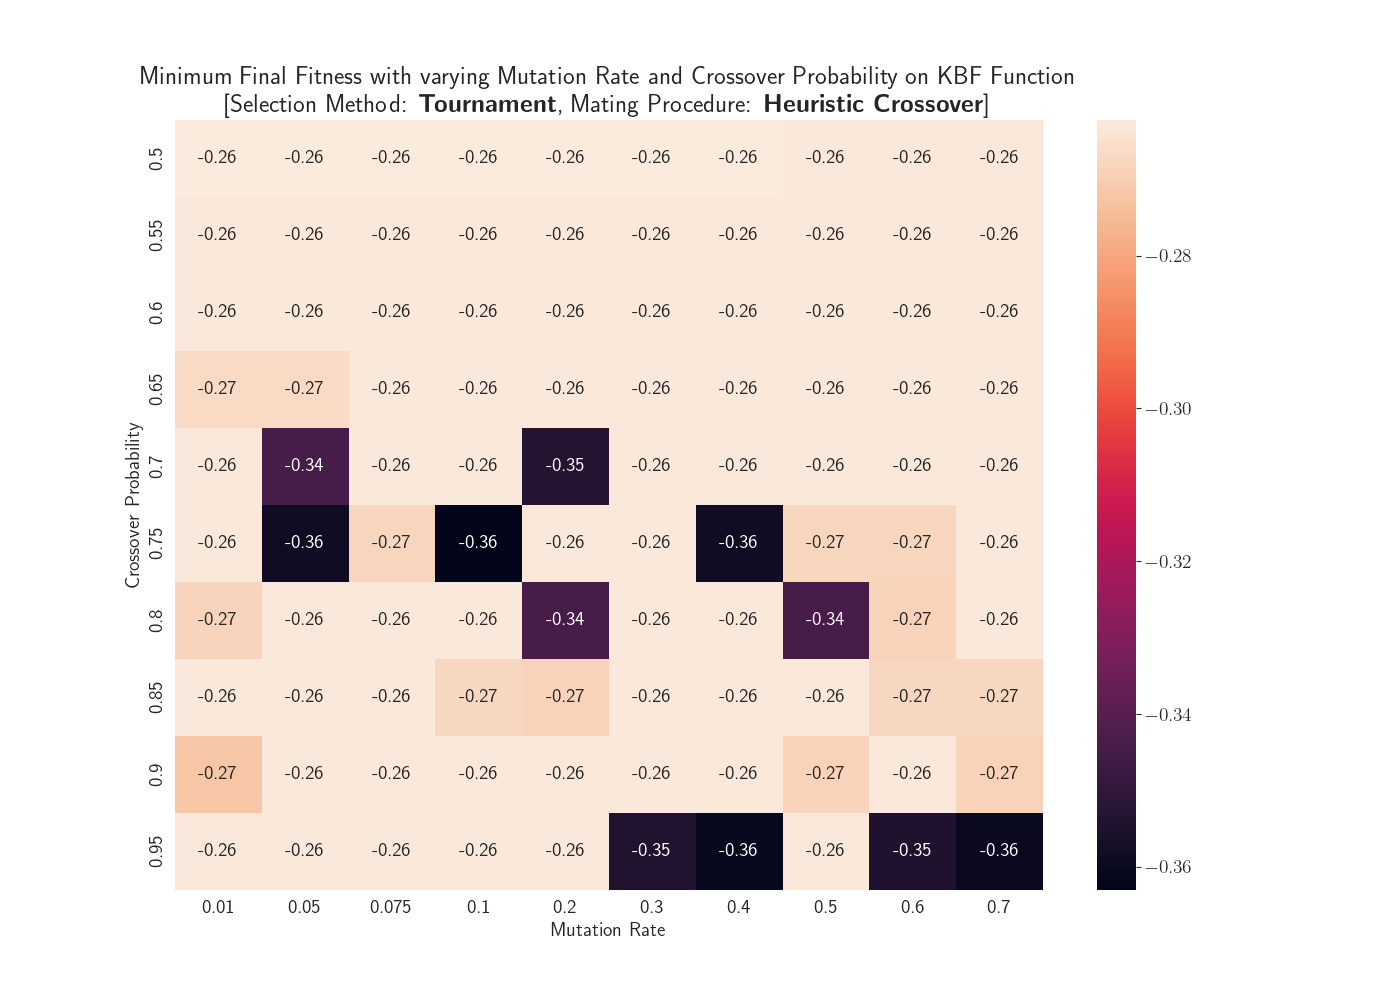 Minimum Final Fitness with varying Mutation Rate and Crossover Probability on KBF Function
[Selection Method: Tournament, Mating Procedure: Heuristic Crossover]
0.5 -0.26 -0.26 -0.26 -0.26 -0.26 -0.26 -0.26 -0.26 -0.26 -0.26
0.55 -0.26 -0.26 -0.26 -0.26 -0.26 -0.26 -0.26 -0.26 -0.26 -0.26
0.6 -0.26 -0.26 -0.26 -0.26 -0.26 -0.26 -0.26 -0.26 -0.26 -0.26
0.65 -0.27 -0.27 -0.26 -0.26 -0.26 -0.26 -0.26 -0.26 -0.26 -0.26
0.7 -0.26 -0.34 -0.26 -0.26 -0.35 -0.26 -0.26 -0.26 -0.26 -0.26
0.75 -0.26 -0.36 -0.27 -0.36 -0.26 -0.26 -0.36 -0.27 -0.27 -0.26
0.8 -0.27 -0.26 -0.26 -0.26 -0.34 -0.26 -0.26 -0.34 -0.27 -0.26
0.85 -0.26 -0.26 -0.26 -0.27 -0.27 -0.26 -0.26 -0.26 -0.27 -0.27
0.9 -0.27 -0.26 -0.26 -0.26 -0.26 -0.26 -0.26 -0.27 -0.26 -0.27
0.95 -0.26 -0.26 -0.26 -0.26 -0.26 -0.35 -0.36 -0.26 -0.35 -0.36
Crossover Probability
0.01 0.05 0.075 0.1 0.2 0.3 0.4 0.5 0.6 0.7
Mutation Rate
−0.28
−0.30
−0.32
−0.34
−0.36